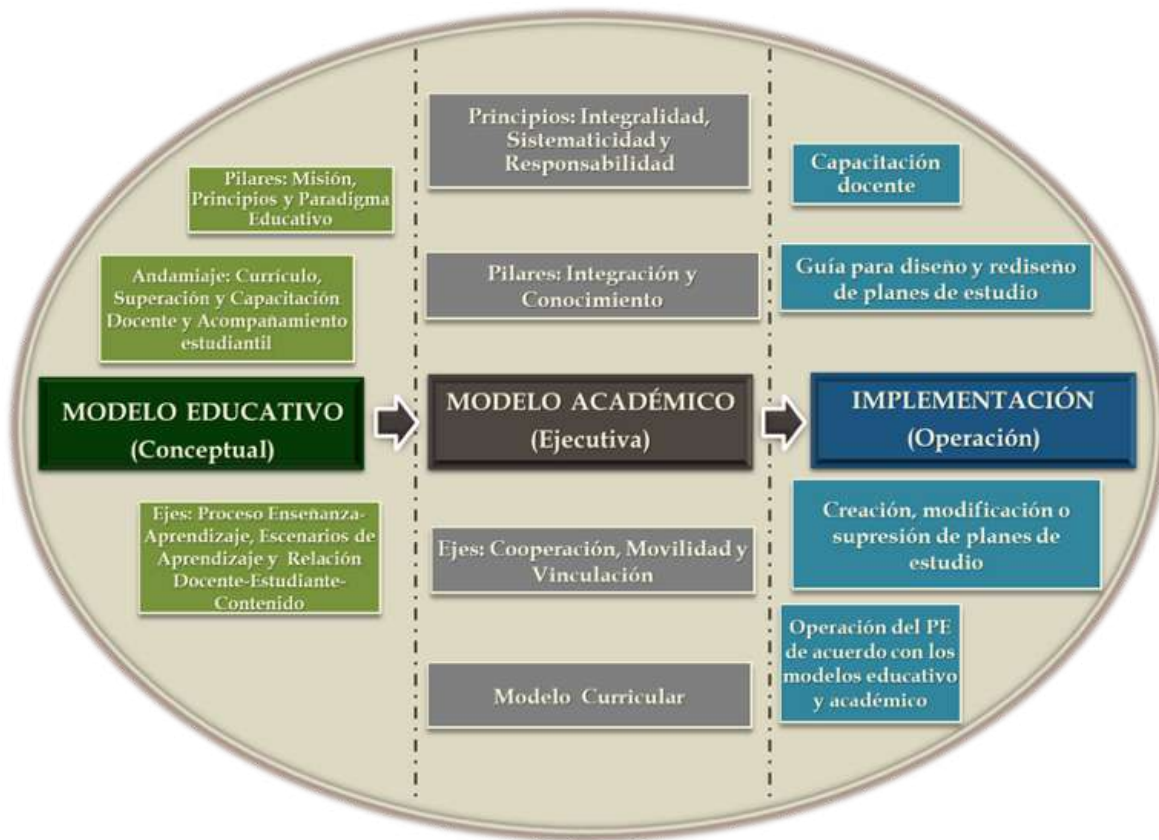 Pilares: Misión,
Principios y Paradigma
Educativo
Andamiaje: Currículo,
Superación y Capacitación
Docente y Acompañamiento
estudiantil
MODELO EDUCATIVO
(Conceptual)
Ejes: Proceso Enseñanza-
Aprendizaje, Escenarios de
Aprendizaje y Relación
Docente-Estudiante-
Contenido
Principios: Integralidad,
Sistematicidad y
Responsabilidad
Pilares: Integración y
Conocimiento
MODELO ACADÉMICO
(Ejecutiva)
Ejes: Cooperación, Movilidad y
Vinculación
Modelo Curricular
Capacitación
docente
Guía para diseño y rediseño
de planes de estudio
IMPLEMENTACIÓN
(Operación)
Creación, modificación o
supresión de planes de
estudio
Operación del PE
de acuerdo con los
modelos educativo
y académico